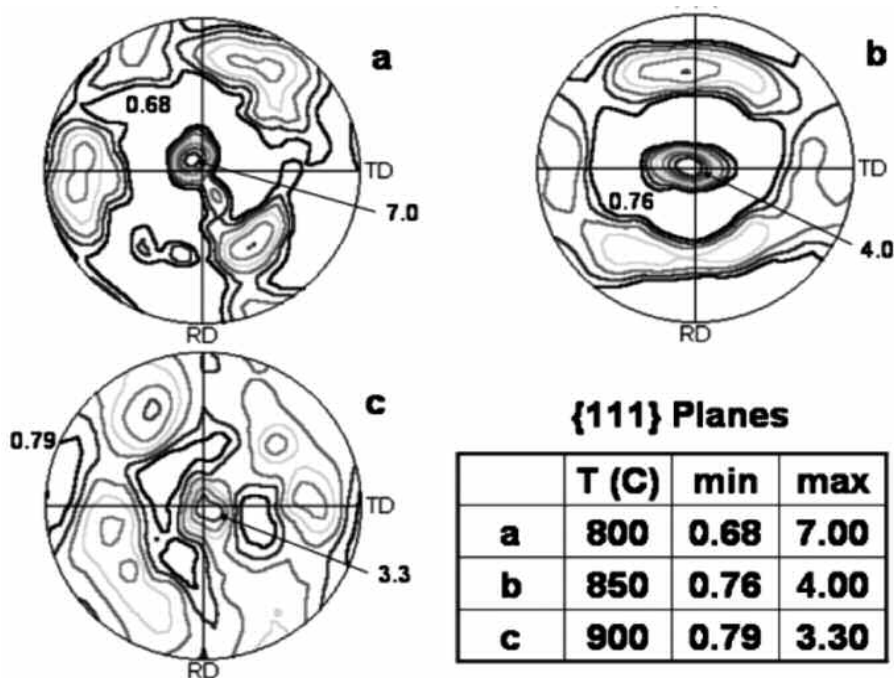 a
0.68
TD
7.0
RD
b
TD
0.76
4.0
RD
c
0.79
TD
3.3
RD
{111} Planes
T (C) min max
a 800 0.68 7.00
b 850 0.76 4.00
c 900 0.79 3.30